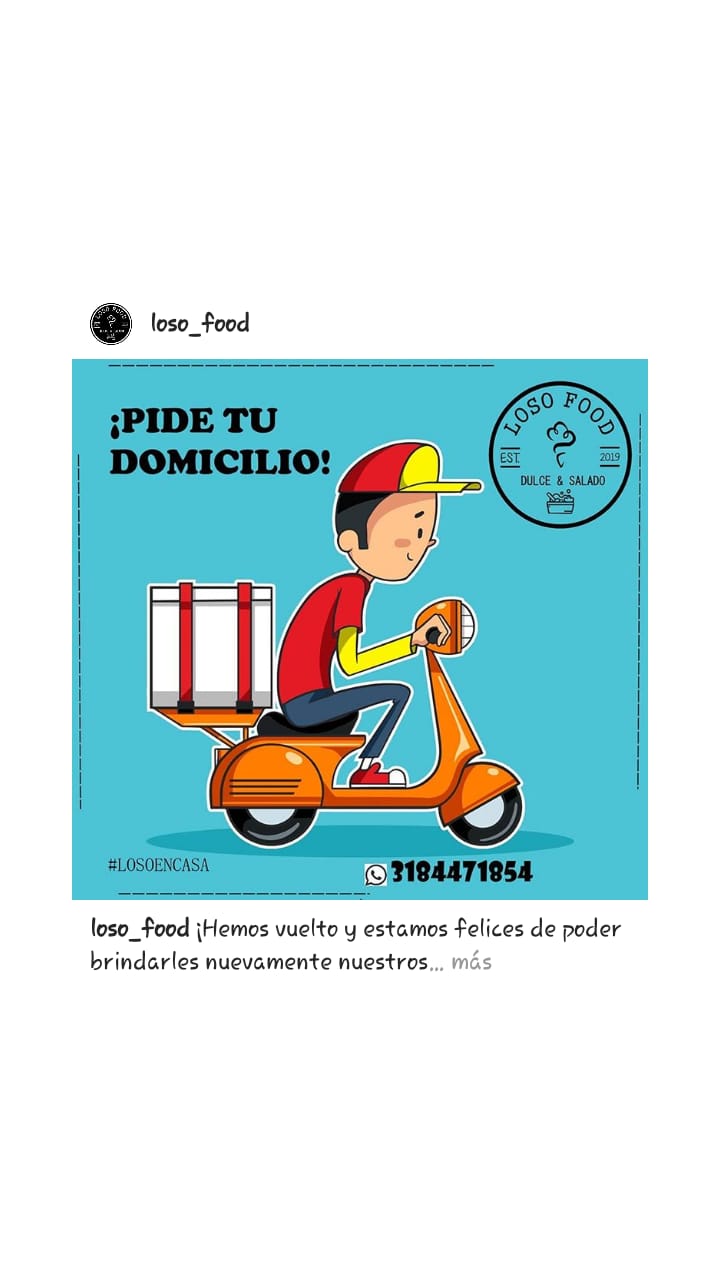 loso_food
¡PIDE TU
DOMICILIO!
LOSO FOOD
EST. 2019
DULCE & SALADO
#LOSOENCASA
3184471854
loso_food ¡Hemos vuelto y estamos felices de poder
brindarles nuevamente nuestros... más